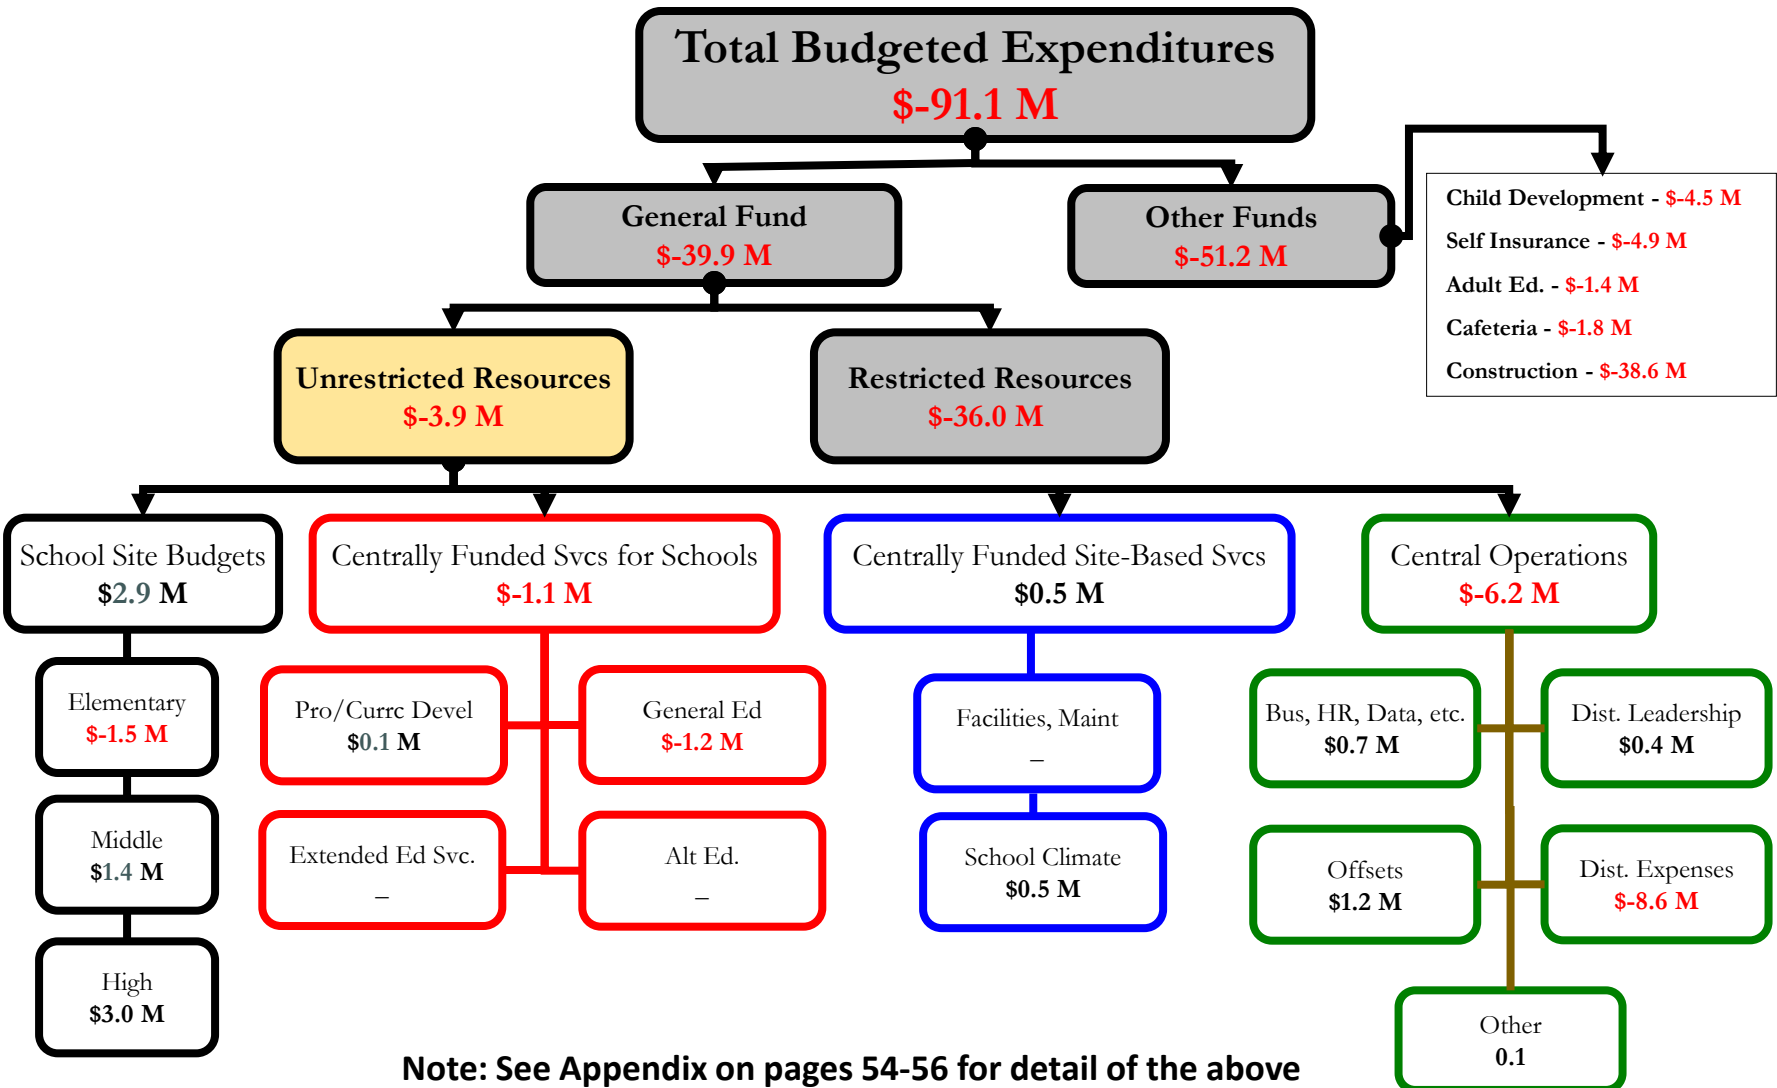 Total Budgeted Expenditures
$-91.1 M
General Fund
$-39.9 M
Other Funds
$-51.2 M
Child Development - $-4.5 M
Self Insurance - $-4.9 M
Adult Ed. - $-1.4 M
Cafeteria - $-1.8 M
Construction - $-38.6 M
Unrestricted Resources
$-3.9 M
Restricted Resources
$-36.0 M
School Site Budgets
$2.9 M
Centrally Funded Svcs for Schools
$-1.1 M
Centrally Funded Site-Based Svcs
$0.5 M
Central Operations
$-6.2 M
Elementary
$-1.5 M
Middle
$1.4 M
High
$3.0 M
Pro/Currc Devel
$0.1 M
General Ed
$-1.2 M
Extended Ed Svc.
–
Alt Ed.
–
Facilities, Maint
–
School Climate
$0.5 M
Bus, HR, Data, etc.
$0.7 M
Dist. Leadership
$0.4 M
Offsets
$1.2 M
Dist. Expenses
$-8.6 M
Other
0.1
Note: See Appendix on pages 54-56 for detail of the above